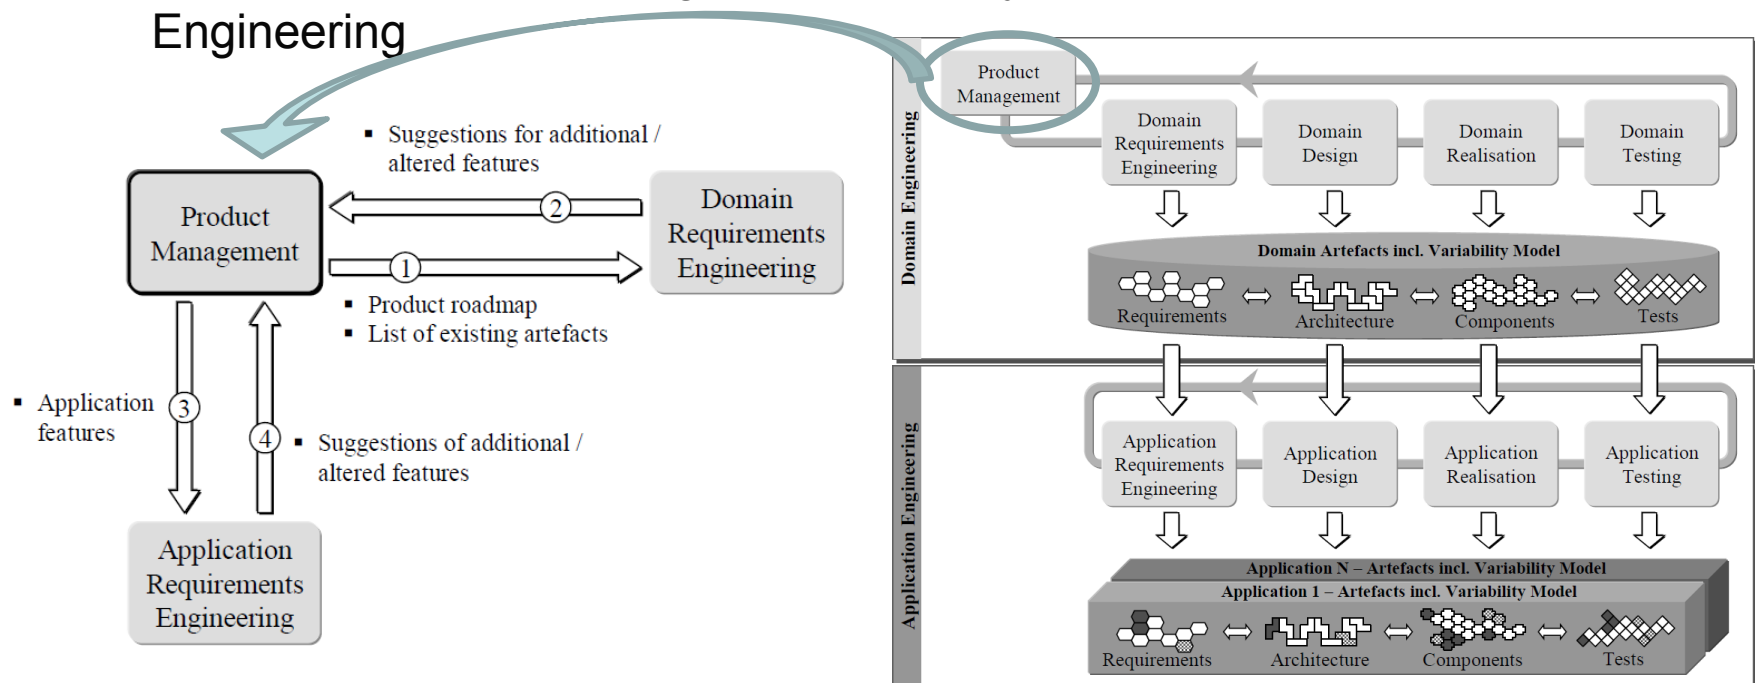 Engineering
Suggestions for additional /
altered features
Product
Management
2
Domain
Requirements
Engineering
1
Product roadmap
List of existing artefacts
Application
features
3
4
Suggestions of additional /
altered features
Application
Requirements
Engineering
Domain Engineering
Product
Management
Domain
Requirements
Engineering
Domain
Design
Domain
Realisation
Domain
Testing
Domain Artefacts incl. Variability Model
Requirements
Architecture
Components
Tests
Application Engineering
Application
Requirements
Engineering
Application
Design
Application
Realisation
Application
Testing
Application N – Artefacts incl. Variability Model
Application 1 – Artefacts incl. Variability Model
Requirements
Architecture
Components
Tests